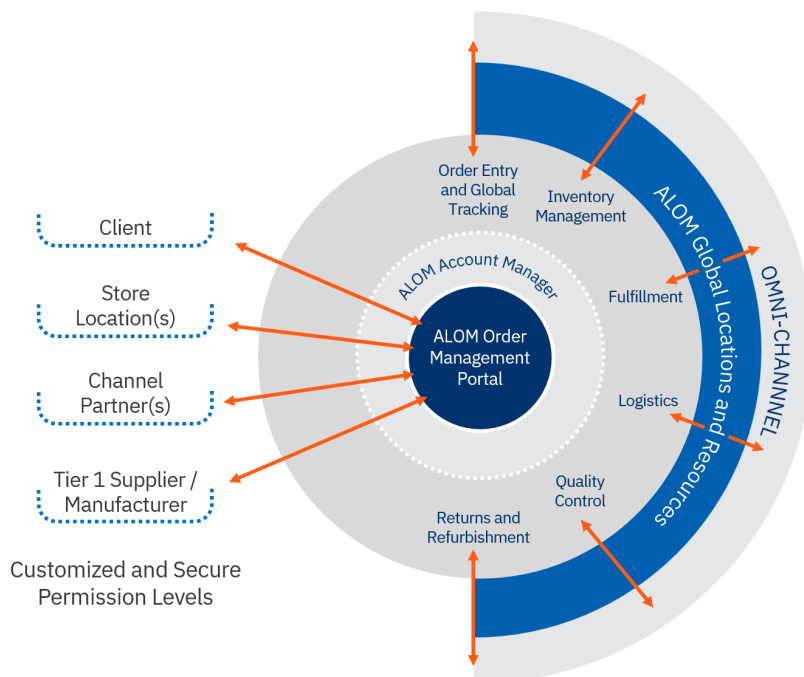 Client
Store
Location(s)
Channel
Partner(s)
Tier 1 Supplier /
Manufacturer
Customized and Secure
Permission Levels
ALOM Order
Management
Portal
ALOM Account Manager
Order Entry
and Global
Tracking
Inventory
Management
Fulfillment
Logistics
Quality
Control
Returns and
Refurbishment
ALOM Global Locations and Resources
OMNI-CHANNNEL